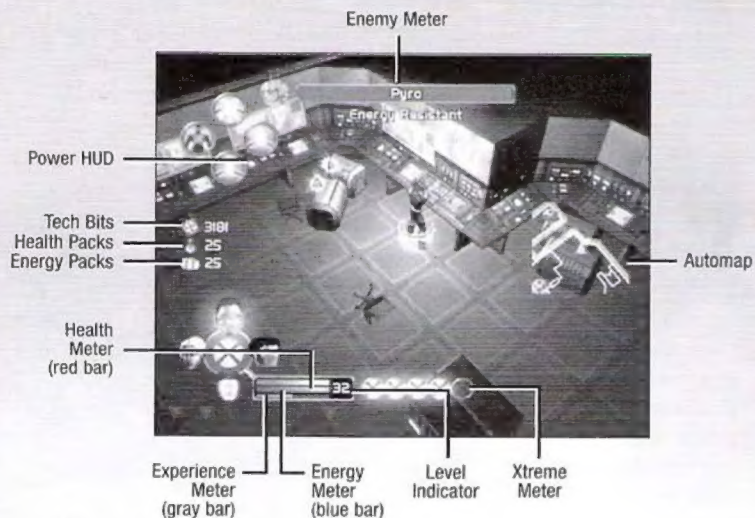 Enemy Meter
Pyro
Energy Resistant
Power HUD
Tech Bits
3181
Health Packs
25
Energy Packs
25
Automap
Health
Meter
(red bar)
32
Experience
Meter
(gray bar)
Energy
Meter
(blue bar)
Level
Indicator
Xtreme
Meter